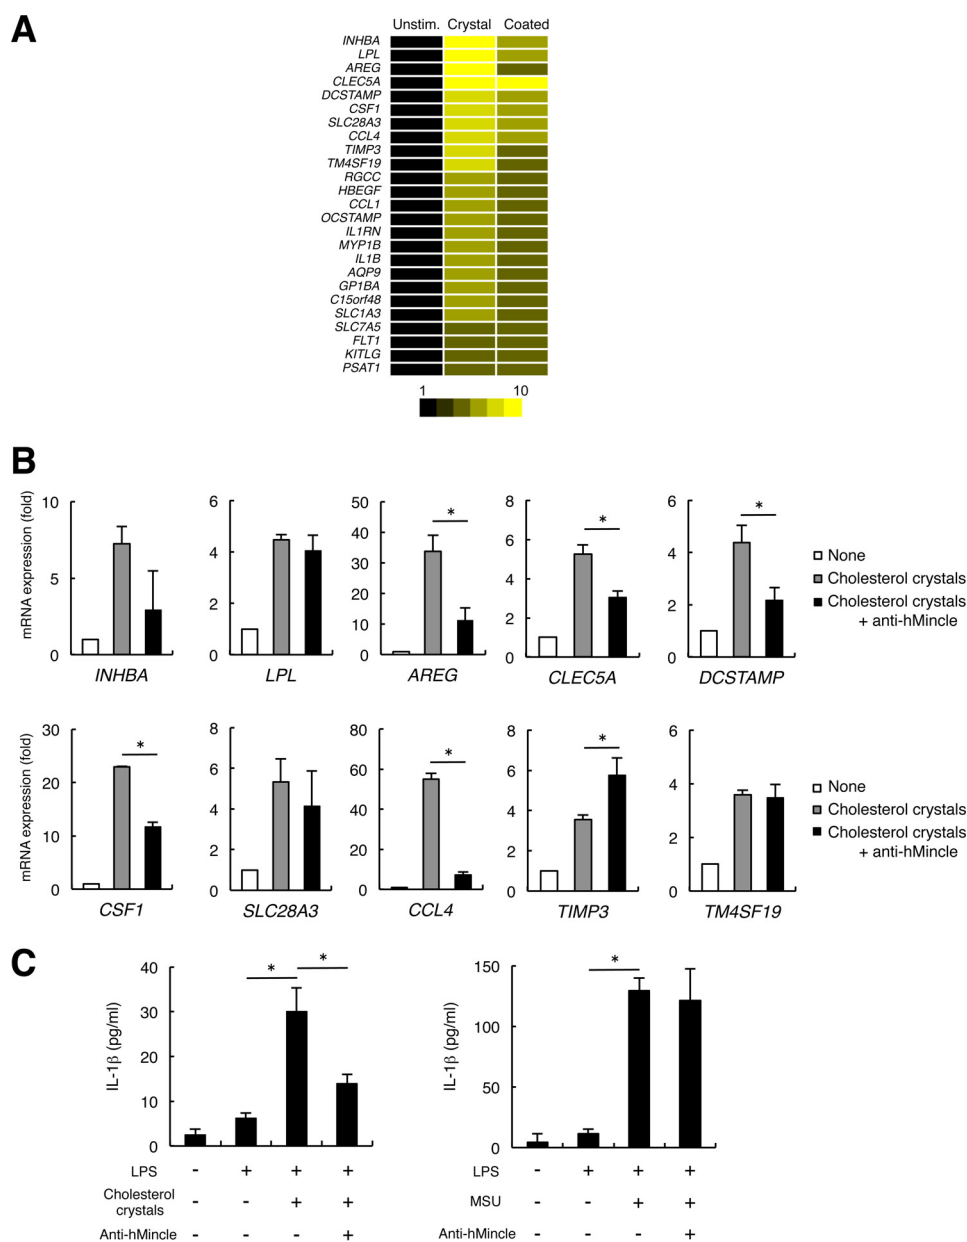 A
Unstim. Crystal Coated
INHBA
LPL
AREG
CLEC5A
DCSTAMP
CSF1
SLC28A3
CCL4
TIMP3
TM4SF19
RGCC
HBEGF
CCL1
OCSTAMP
IL1RN
MYP1B
IL1B
AQP9
GP1BA
C15orf48
SLC1A3
SLC7A5
FLT1
KITLG
PSAT1
1 10
B
mRNA expression (fold)
10
5
0
INHBA
6
4
2
0
LPL
50
40
30
20
10
0
*
AREG
8
6
4
2
0
*
CLEC5A
6
4
2
0
*
DCSTAMP
None
Cholesterol crystals
Cholesterol crystals
+ anti-hMincle
mRNA expression (fold)
30
20
10
0
*
CSF1
8
6
4
2
0
SLC28A3
80
60
40
20
0
*
CCL4
8
6
4
2
0
*
TIMP3
6
4
2
0
TM4SF19
None
Cholesterol crystals
Cholesterol crystals
+ anti-hMincle
C
IL-1β (pg/ml)
40
30
20
10
0
* *
LPS - + + +
Cholesterol
crystals - - + +
Anti-hMincle - - - +
IL-1β (pg/ml)
150
100
50
0
*
LPS - + + +
MSU - - + +
Anti-hMincle - - - +